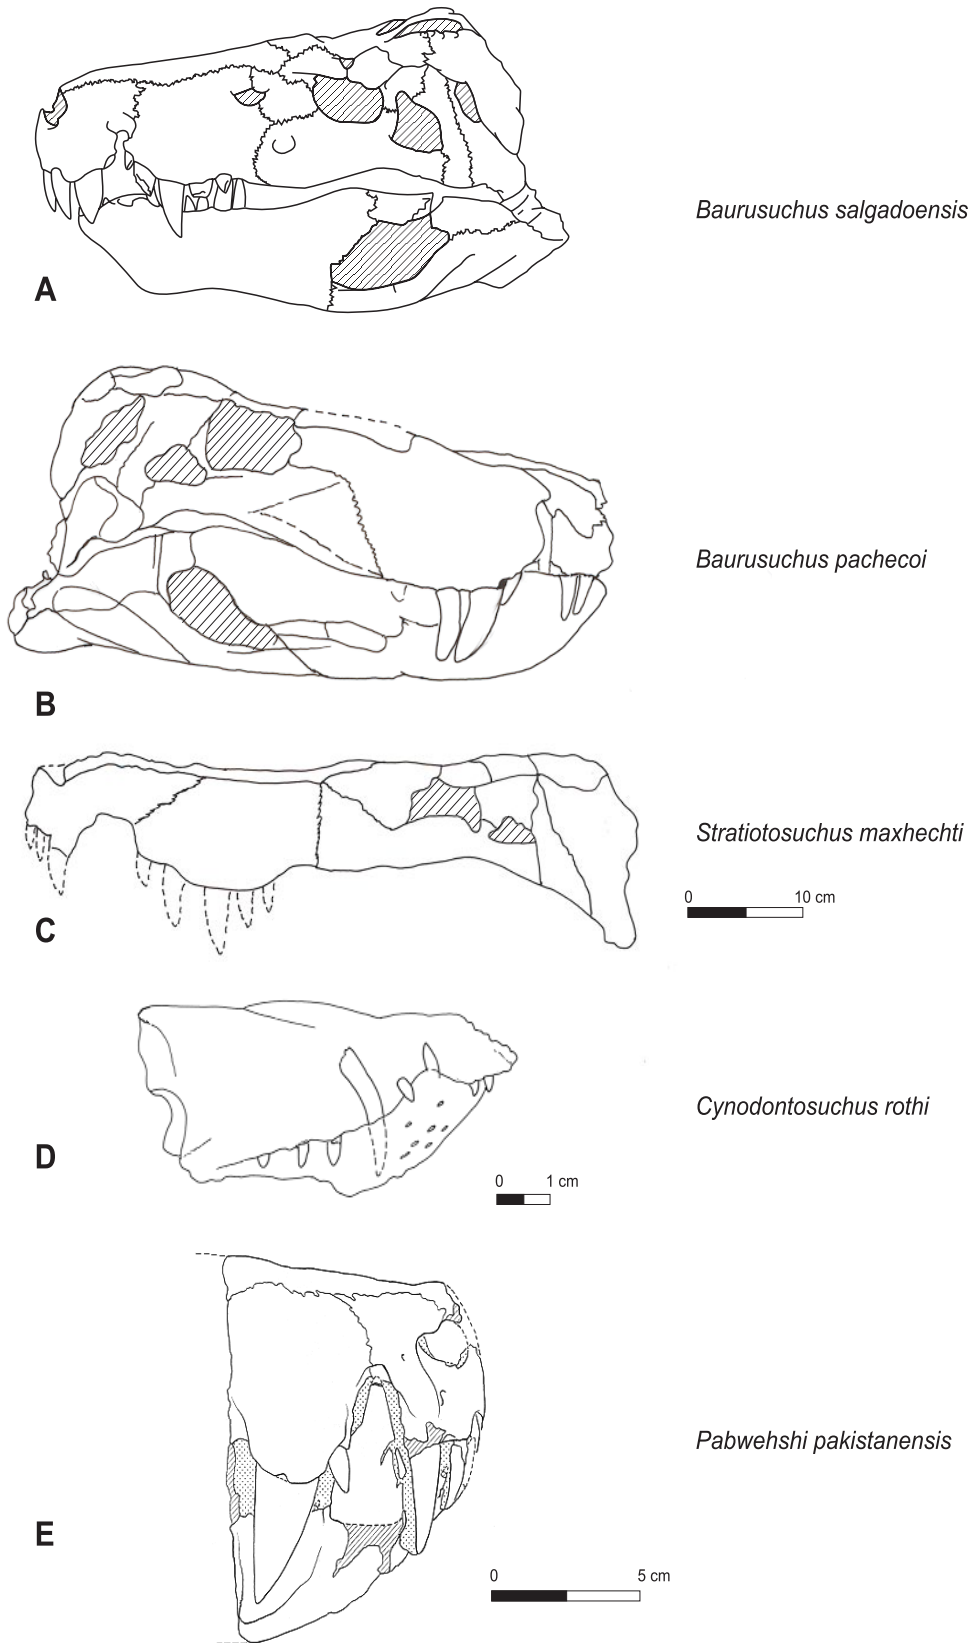 Baurusuchus salgadoensis
A
Baurusuchus pachecoi
B
Stratiotosuchus maxhechti
0 10 cm
C
Cynodontosuchus rothi
D
0 1 cm
Pabwehshi pakistanensis
E
0 5 cm